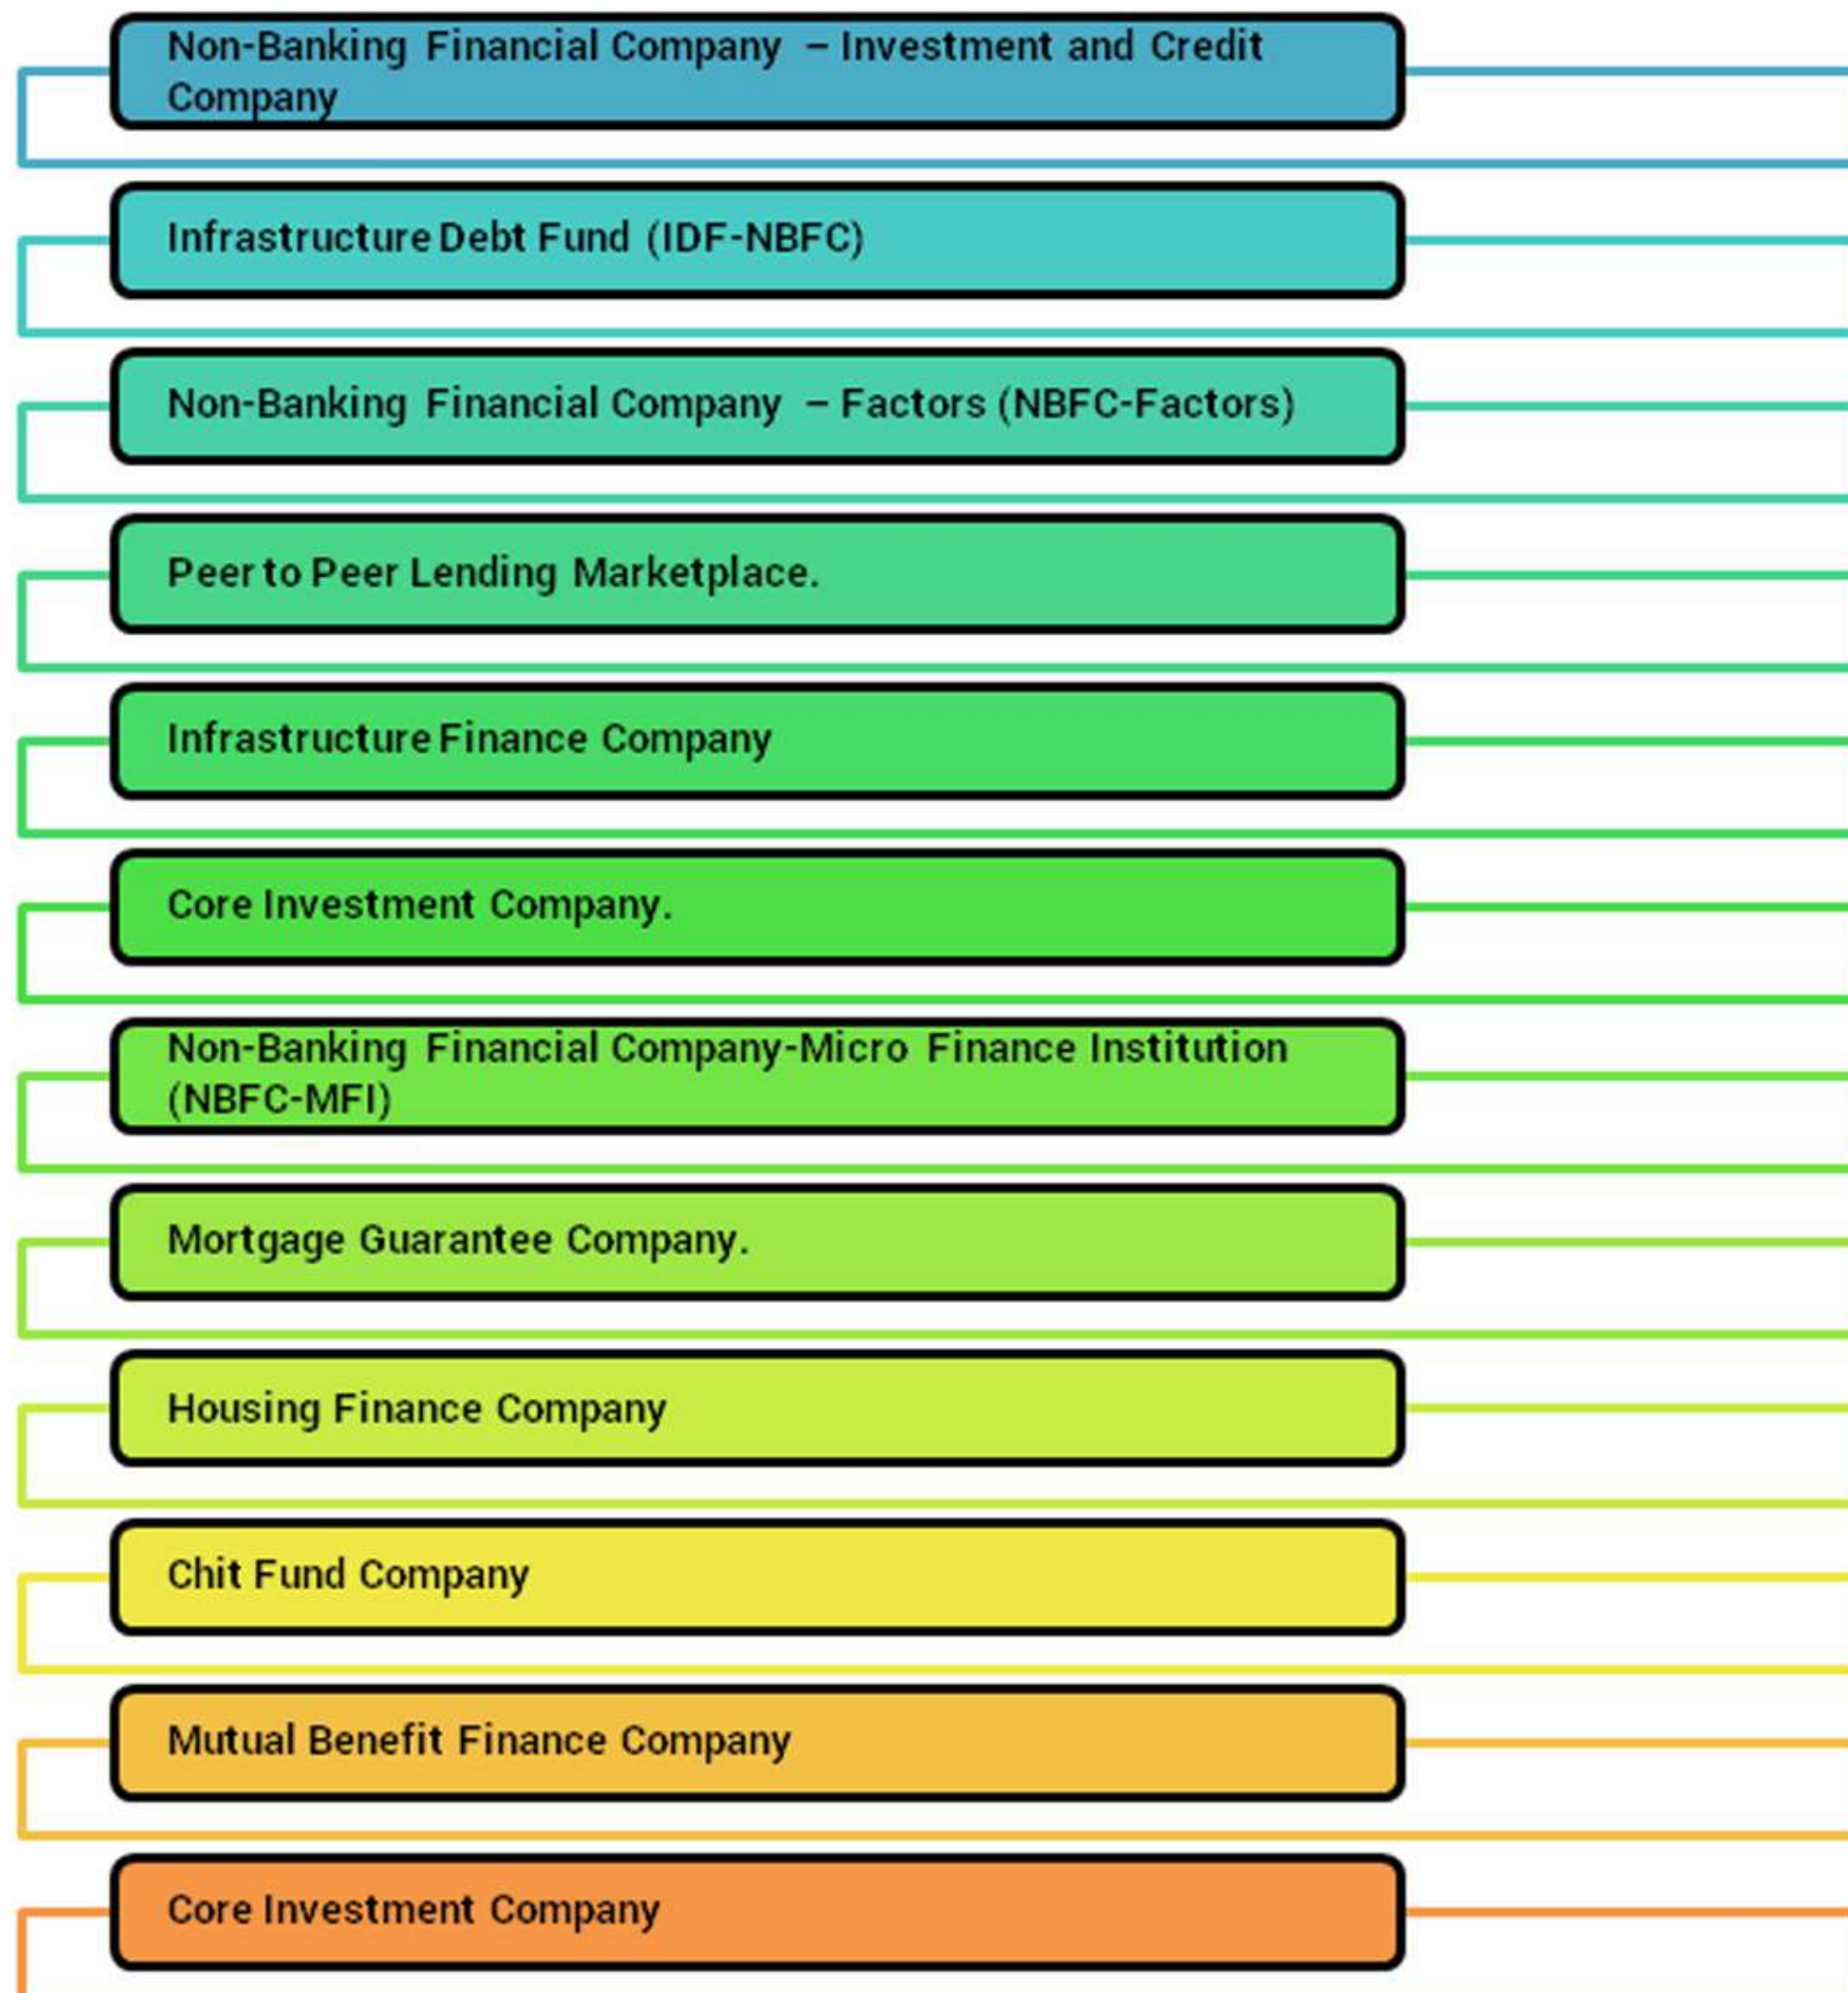 Non-Banking Financial Company – Investment and Credit
Company
Infrastructure Debt Fund (IDF-NBFC)
Non-Banking Financial Company – Factors (NBFC-Factors)
Peer to Peer Lending Marketplace.
Infrastructure Finance Company
Core Investment Company.
Non-Banking Financial Company-Micro Finance Institution
(NBFC-MFI)
Mortgage Guarantee Company.
Housing Finance Company
Chit Fund Company
Mutual Benefit Finance Company
Core Investment Company